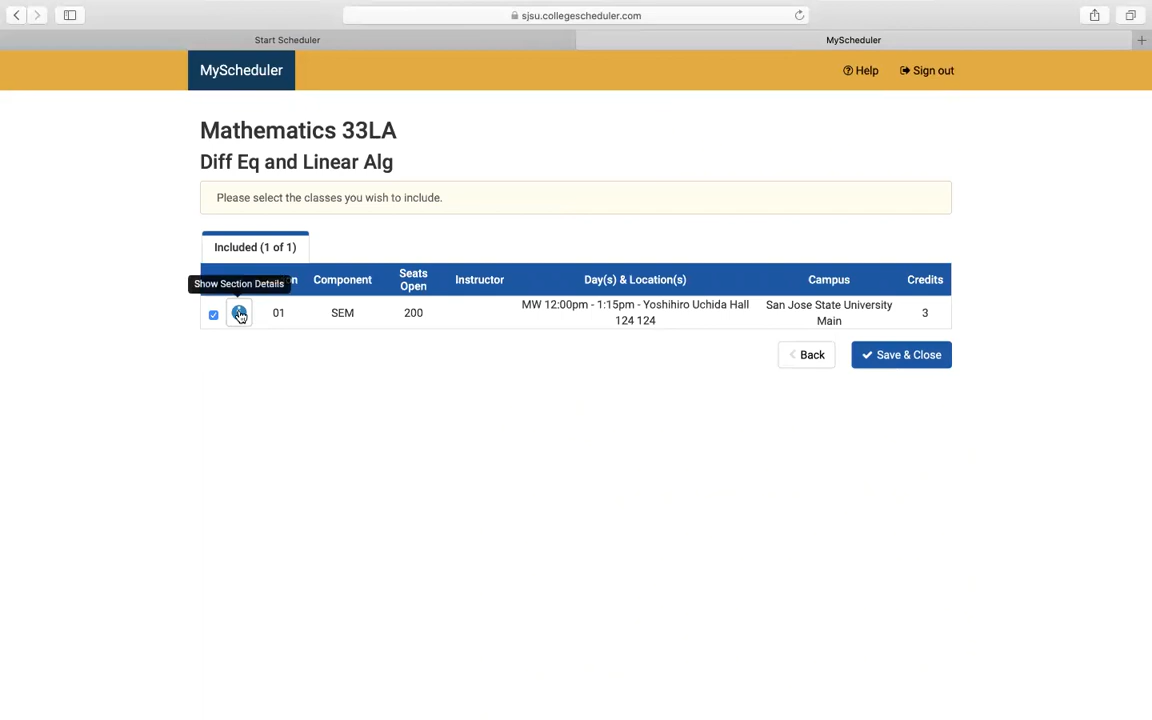 sjsu.collegescheduler.com
Start Scheduler
MyScheduler
MyScheduler
Help
Sign out
Mathematics 33LA
Diff Eq and Linear Alg
Please select the classes you wish to include.
Included (1 of 1)
Show Section Details
Component
Seats Open
Instructor
Day(s) & Location(s)
Campus
Credits
01
SEM
200
MW 12:00pm - 1:15pm - Yoshihiro Uchida Hall
124 124
San Jose State University
Main
3
Back
Save & Close